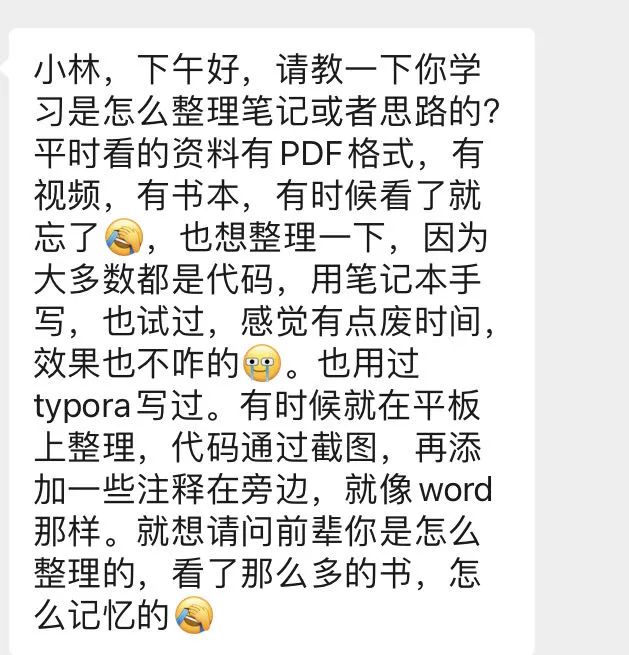 小林，下午好，请教一下你学
习是怎么整理笔记或者思路的？
平时看的资料有PDF格式，有
视频，有书本，有时候看了就
忘了🤦，也想整理一下，因为
大多数都是代码，用笔记本手
写，也试过，感觉有点废时间，
效果也不咋的😭。也用过
typora写过。有时候就在平板
上整理，代码通过截图，再添
加一些注释在旁边，就像word
那样。就想请问前辈你是怎么
整理的，看了那么多的书，怎
么记忆的🤦